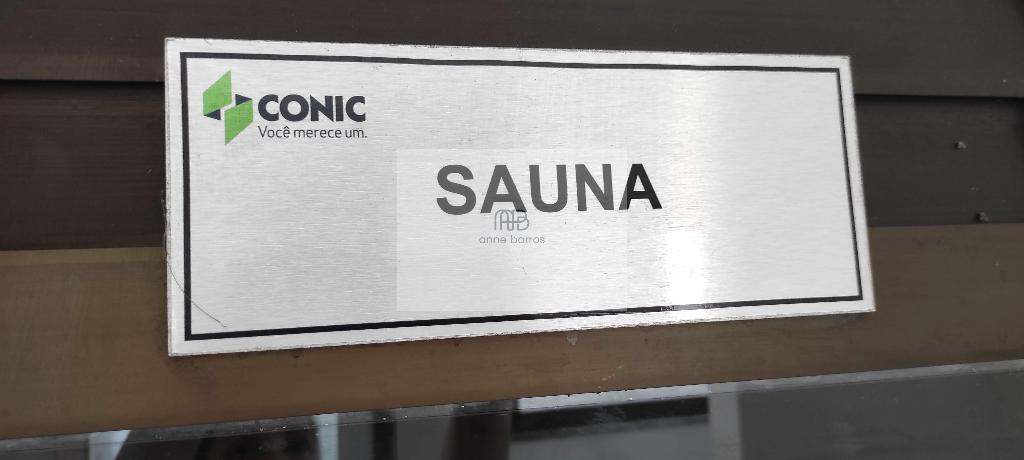 CONIC
Você merece um.
SAUNA
anne barros